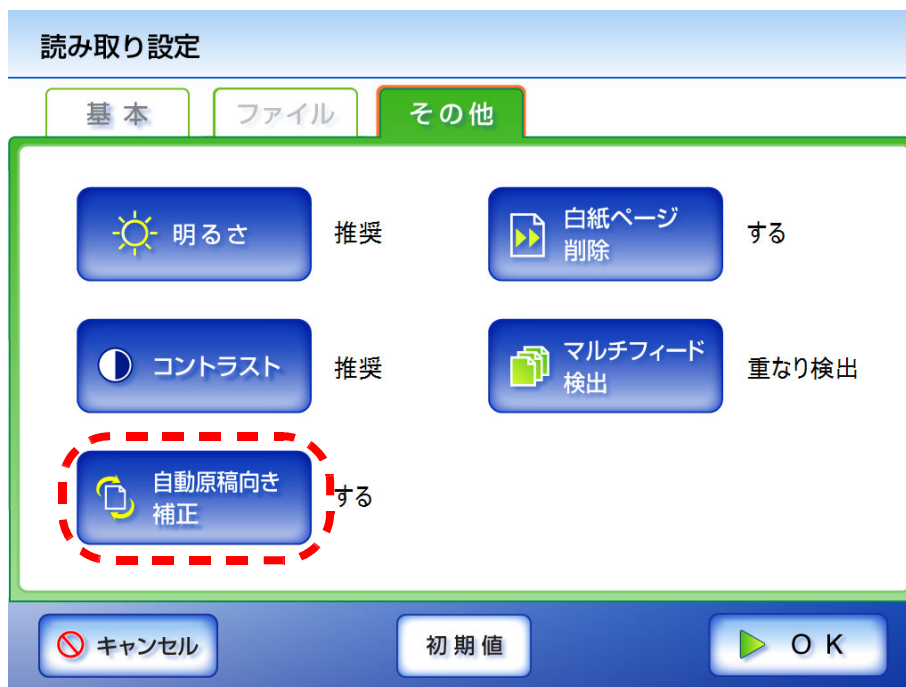 読み取り設定
基本
ファイル
その他
明るさ
推奨
白紙ページ
削除
する
コントラスト
推奨
マルチフィード
検出
重なり検出
自動原稿向き
補正
する
キャンセル
初期値
OK